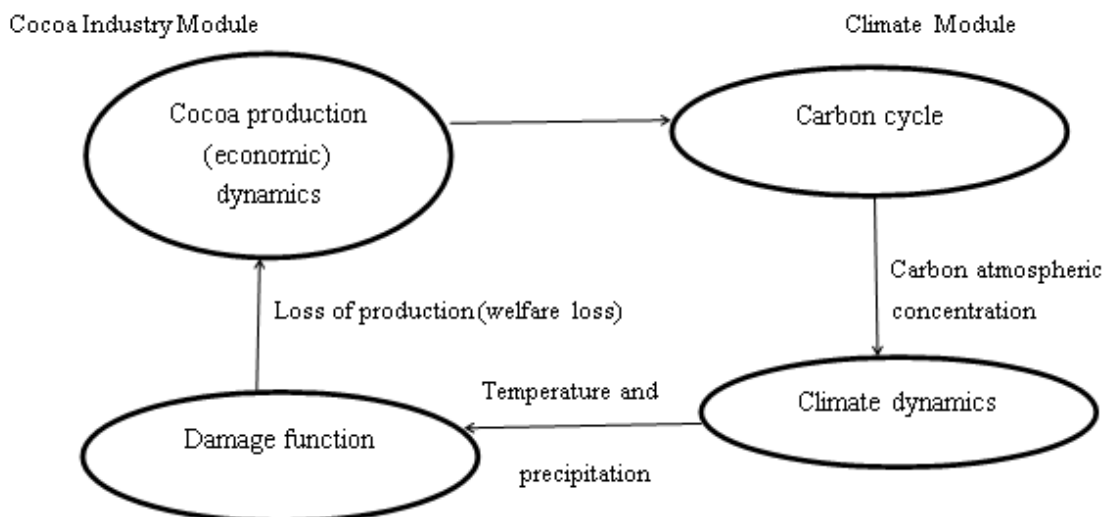 Cocoa Industry Module
Climate Module
Cocoa production
(economic)
dynamics
Carbon cycle
Carbon atmospheric
concentration
Loss of production(welfare loss)
Temperature and
precipitation
Climate dynamics
Damage function